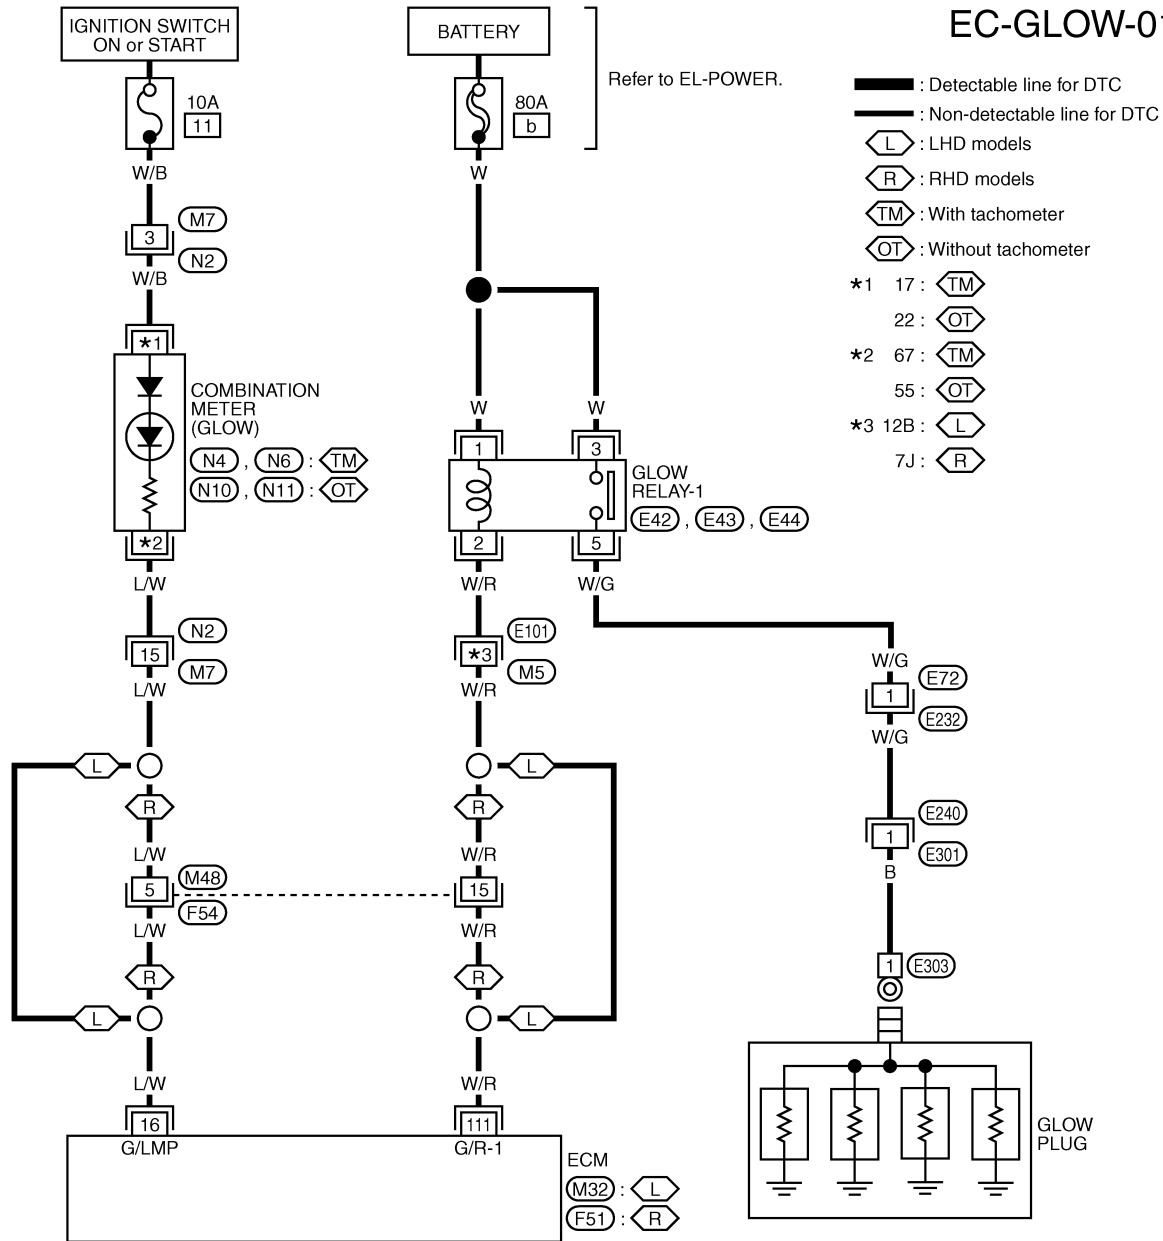 EC-GLOW-01
IGNITION SWITCH
ON or START
BATTERY
Refer to EL-POWER.
10A
11
80A
b
: Detectable line for DTC
: Non-detectable line for DTC
L : LHD models
R : RHD models
TM : With tachometer
OT : Without tachometer
*1 17 : TM
22 : OT
*2 67 : TM
55 : OT
*3 12B : L
7J : R
W/B
W
3
M7
N2
W/B
*1
COMBINATION
METER
(GLOW)
N4 , N6 : TM
N10 , N11 : OT
*2
W
W
1
3
GLOW
RELAY-1
E42 , E43 , E44
2
5
L/W
W/R
W/G
15
N2
M7
*3
E101
M5
L/W
W/R
W/G
1
E72
E232
W/G
L
L
R
R
L/W
W/R
1
E240
E301
B
5
M48
F54
15
L/W
W/R
R
R
1
E303
L
L
L/W
W/R
16
111
G/LMP
G/R-1
ECM
M32 : L
F51 : R
GLOW
PLUG